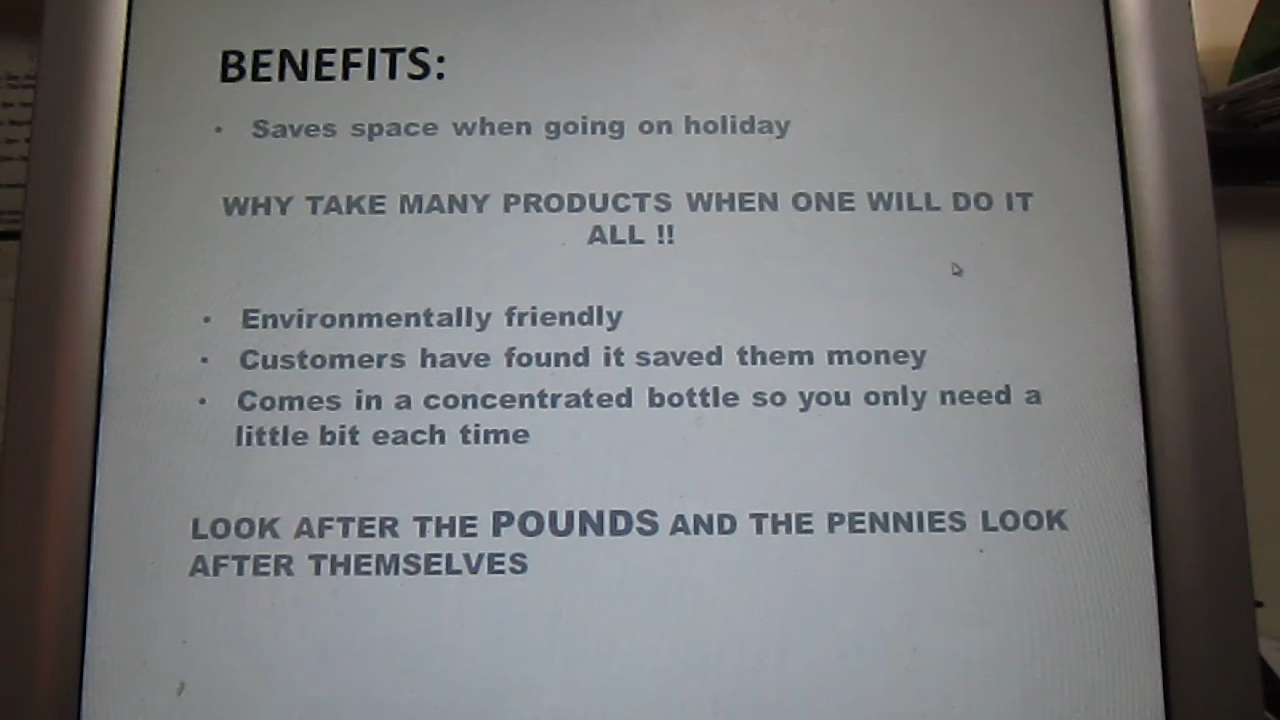 BENEFITS:
• Saves space when going on holiday
WHY TAKE MANY PRODUCTS WHEN ONE WILL DO IT
ALL !!
• Environmentally friendly
• Customers have found it saved them money
• Comes in a concentrated bottle so you only need a
little bit each time
LOOK AFTER THE POUNDS AND THE PENNIES LOOK
AFTER THEMSELVES